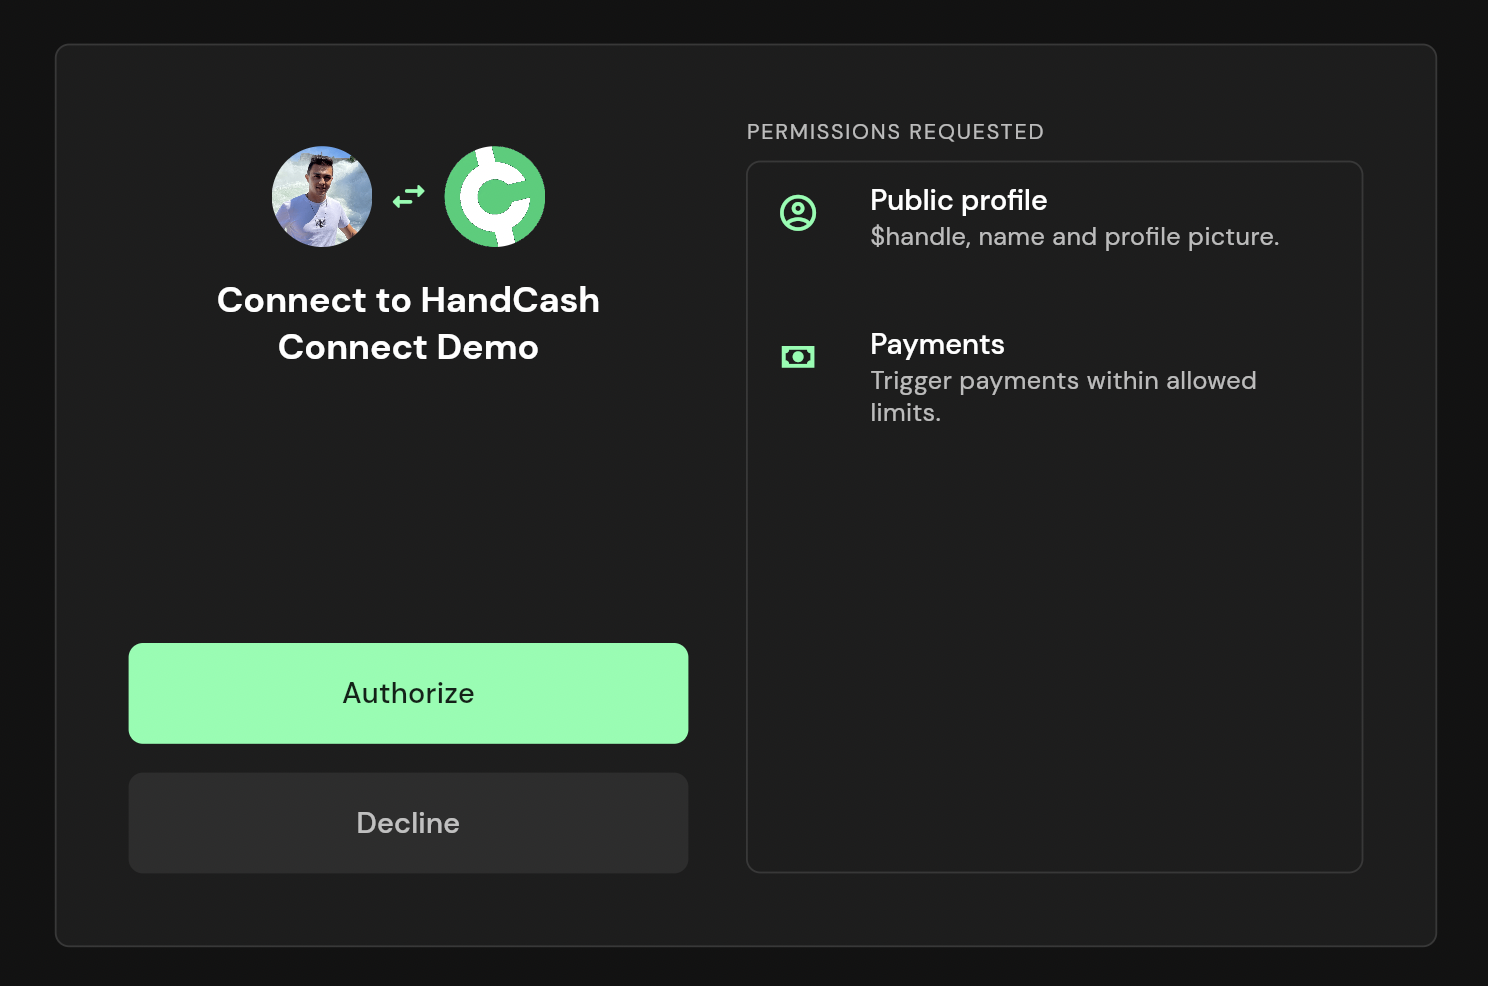 Connect to HandCash
Connect Demo
Authorize
Decline
PERMISSIONS REQUESTED
Public profile
$handle, name and profile picture.
Payments
Trigger payments within allowed
limits.